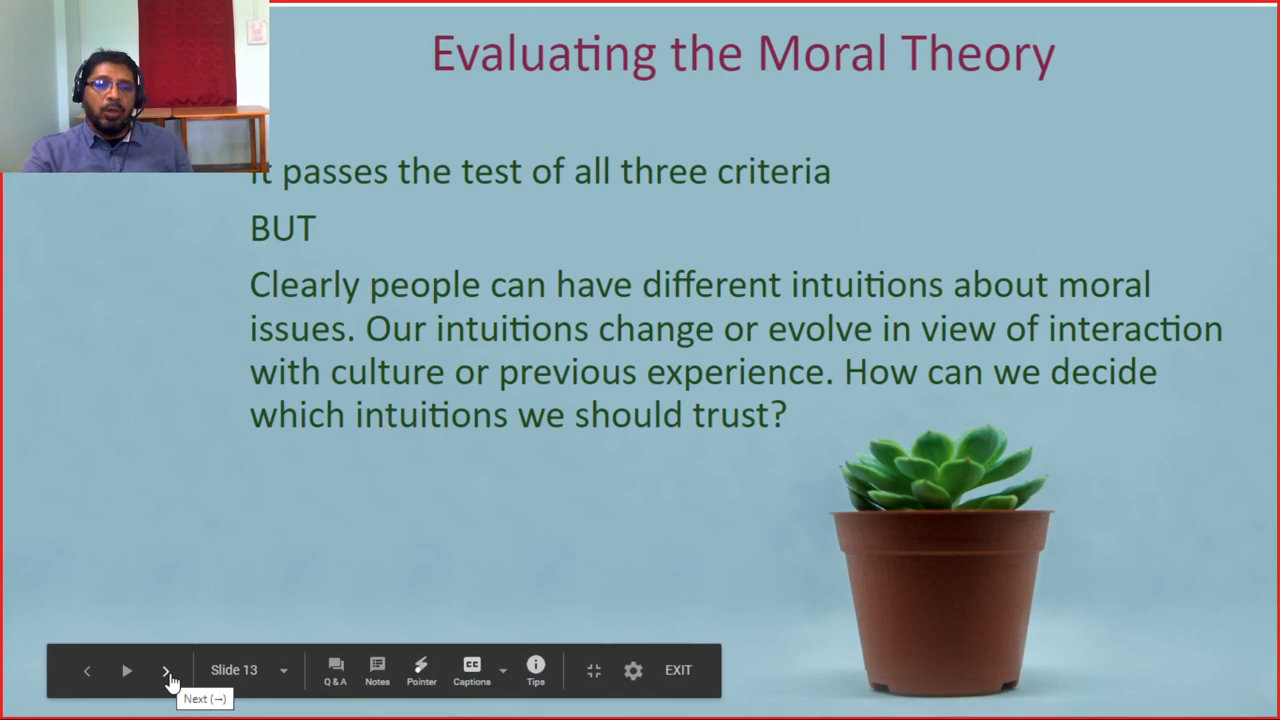 Evaluating the Moral Theory
It passes the test of all three criteria
BUT
Clearly people can have different intuitions about moral
issues. Our intuitions change or evolve in view of interaction
with culture or previous experience. How can we decide
which intuitions we should trust?
Slide 13
Q & A
Notes
Pointer
CC
Captions
Tips
EXIT
Next (→)